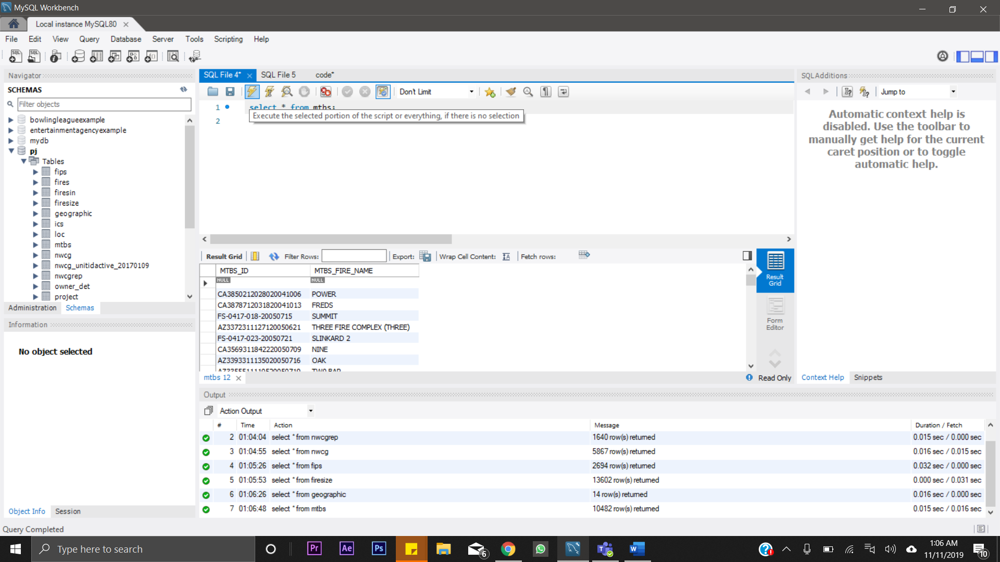 MySQL Workbench
Local instance MySQL80
File Edit View Query Database Server Tools Scripting Help
Navigator
SCHEMAS
Filter objects
bowlingleagueexample
entertainmentagencyexample
mydb
pj
Tables
fips
fires
firesin
firesize
geographic
ics
loc
mtbs
nwcg
nwcg_unitidactive_20170109
nwcgrep
owner_det
project
Administration Schemas
Information
No object selected
Object Info Session
Query Completed
SQL File 4* SQL File 5 code*
Don't Limit
1 select * from mtbs;
Execute the selected portion of the script or everything, if there is no selection
2
Result Grid Filter Rows: Export: Wrap Cell Content: Fetch rows:
MTBS_ID MTBS_FIRE_NAME
NULL NULL
CA3850212028020041006 POWER
CA3878712031820041013 FREDS
FS-0417-018-20050715 SUMMIT
AZ3372311127120050621 THREE FIRE COMPLEX (THREE)
FS-0417-023-20050721 SLINKARD 2
CA3569311842220050709 NINE
AZ3393311135020050716 OAK
Result Grid
Form Editor
mtbs 12
Read Only
SQLAdditions
Jump to
Automatic context help is
disabled. Use the toolbar to
manually get help for the current
caret position or to toggle
automatic help.
Context Help Snippets
Output
Action Output
# Time Action Message Duration / Fetch
2 01:04:04 select * from nwcgrep 1640 row(s) returned 0.015 sec / 0.000 sec
3 01:04:55 select * from nwcg 5867 row(s) returned 0.016 sec / 0.015 sec
4 01:05:26 select * from fips 2694 row(s) returned 0.032 sec / 0.000 sec
5 01:05:53 select * from firesize 13602 row(s) returned 0.000 sec / 0.031 sec
6 01:06:26 select * from geographic 14 row(s) returned 0.016 sec / 0.000 sec
7 01:06:48 select * from mtbs 10482 row(s) returned 0.015 sec / 0.016 sec
Type here to search
Pr Ae Ps 6
1:06 AM
11/11/2019
10